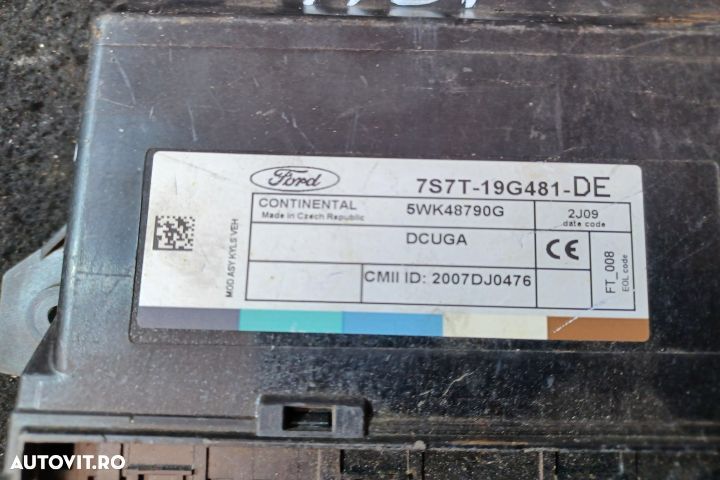 Ford
7S7T-19G481-DE
CONTINENTAL
Made in Czech Republic
5WK48790G
2J09
date code
DCUGA
CMII ID: 2007DJ0476
CE
FT_008
EOL code
MOD ASY KYLS VEH
AUTOVIT.RO